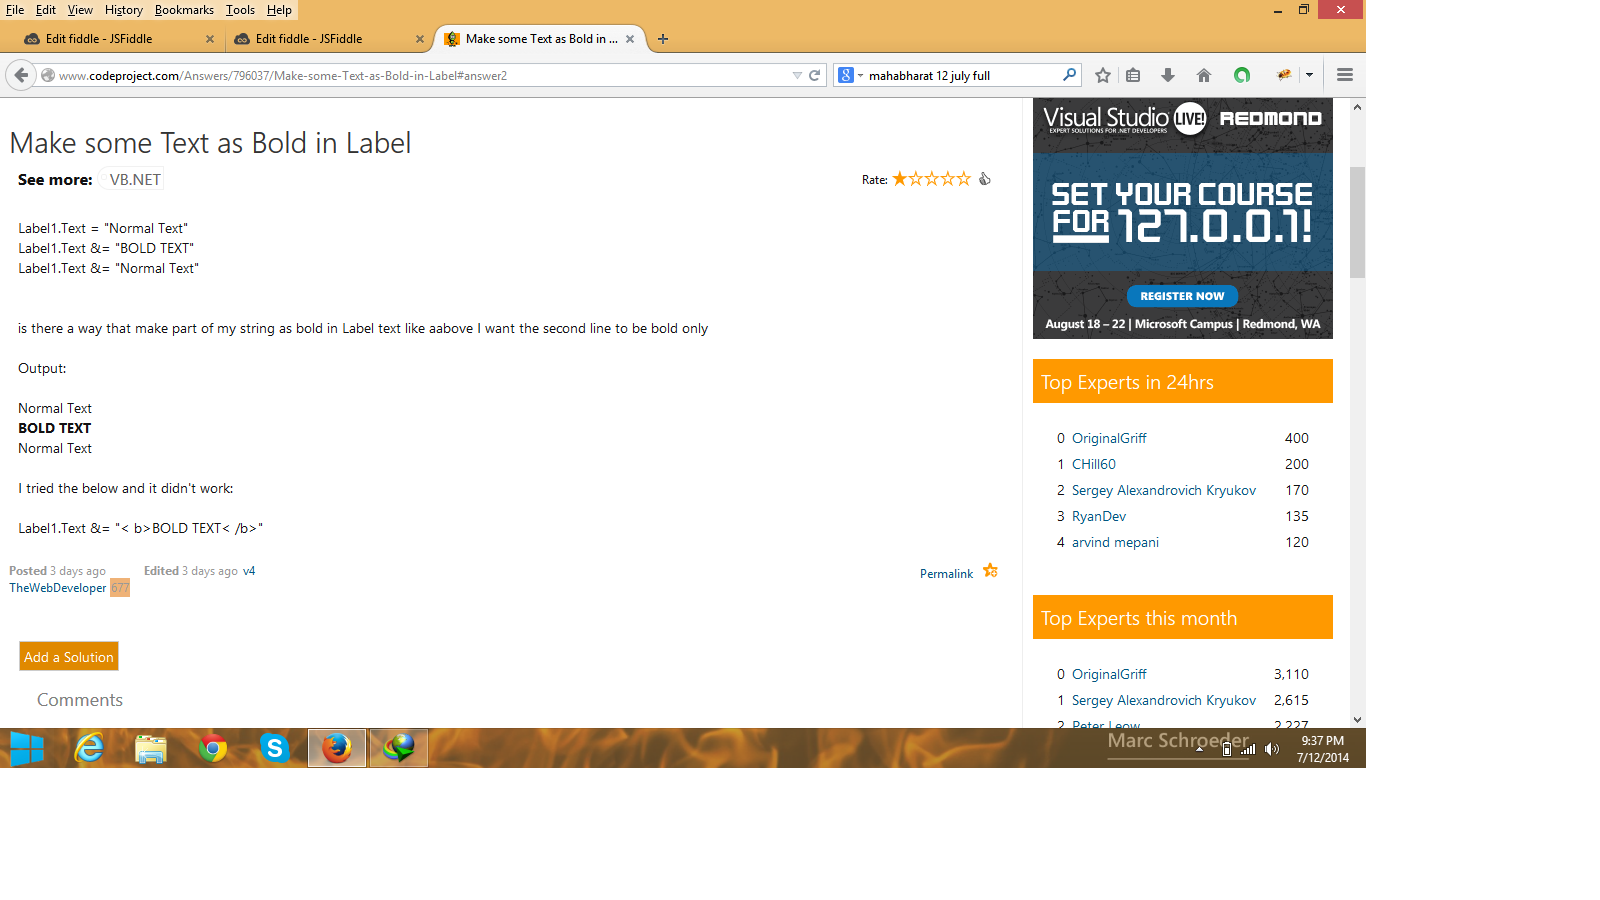 File Edit View History Bookmarks Tools Help
Edit fiddle - JSFiddle
Edit fiddle - JSFiddle
Make some Text as Bold in ...
www.codeproject.com/Answers/796037/Make-some-Text-as-Bold-in-Label#answer2
8
mahabharat 12 july full
Make some Text as Bold in Label
See more: VB.NET
Rate:
Label1.Text = "Normal Text"
Label1.Text &= "BOLD TEXT"
Label1.Text &= "Normal Text"
is there a way that make part of my string as bold in Label text like aabove I want the second line to be bold only
Output:
Normal Text
BOLD TEXT
Normal Text
I tried the below and it didn't work:
Label1.Text &= "< b>BOLD TEXT< /b>"
Posted 3 days ago Edited 3 days ago v4
TheWebDeveloper 677
Permalink
Add a Solution
Comments
Visual Studio LIVE! REDMOND
EXPERT SOLUTIONS FOR .NET DEVELOPERS
SET YOUR COURSE
FOR 127.0.0.1!
REGISTER NOW
August 18 – 22 | Microsoft Campus | Redmond, WA
Top Experts in 24hrs
0 OriginalGriff 400
1 CHill60 200
2 Sergey Alexandrovich Kryukov 170
3 RyanDev 135
4 arvind mepani 120
Top Experts this month
0 OriginalGriff 3,110
1 Sergey Alexandrovich Kryukov 2,615
2 Peter Leow 2,227
Marc Schroeder
9:37 PM
7/12/2014